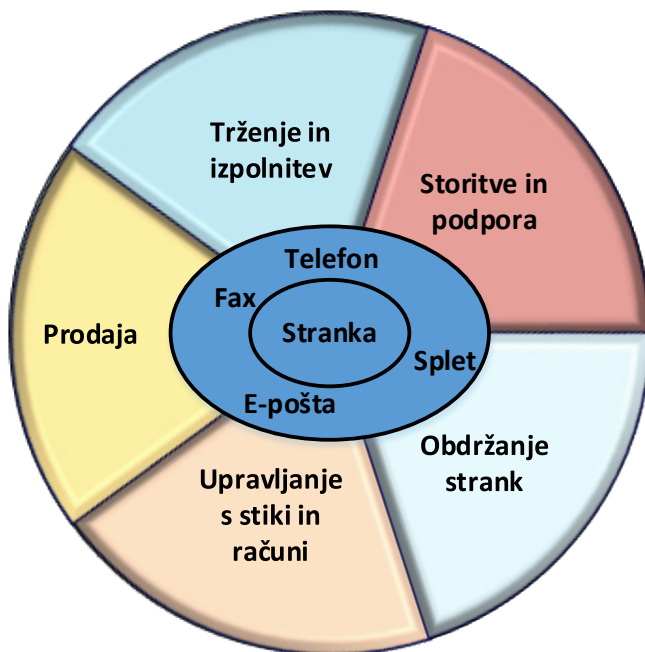 Trženje in
izpolnitev
Storitve in
podpora
Telefon
Fax
Stranka
Prodaja
Splet
E-pošta
Obdržanje
strank
Upravljanje
s stiki in
računi